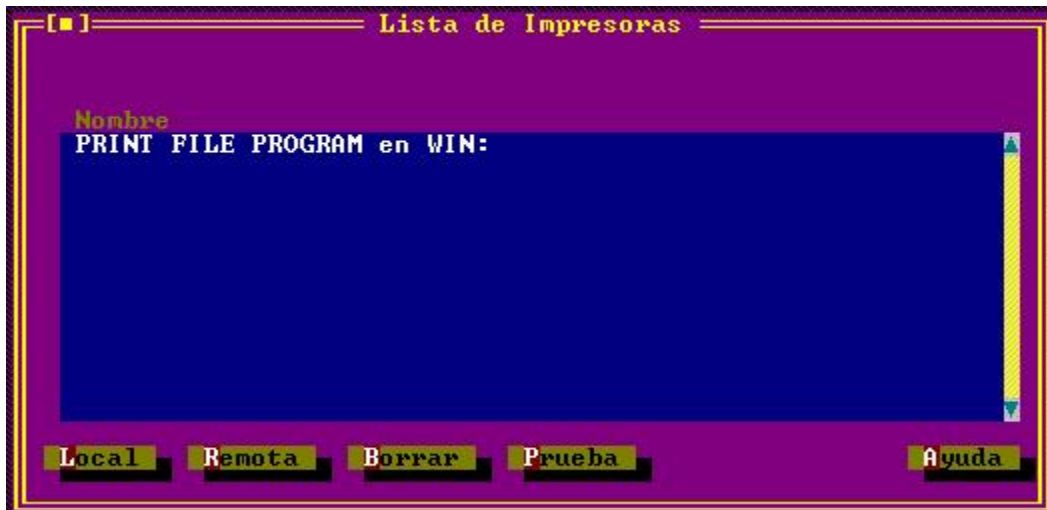 [■] Lista de Impresoras
Nombre
PRINT FILE PROGRAM en WIN:
Local Remota Borrar Prueba Ayuda